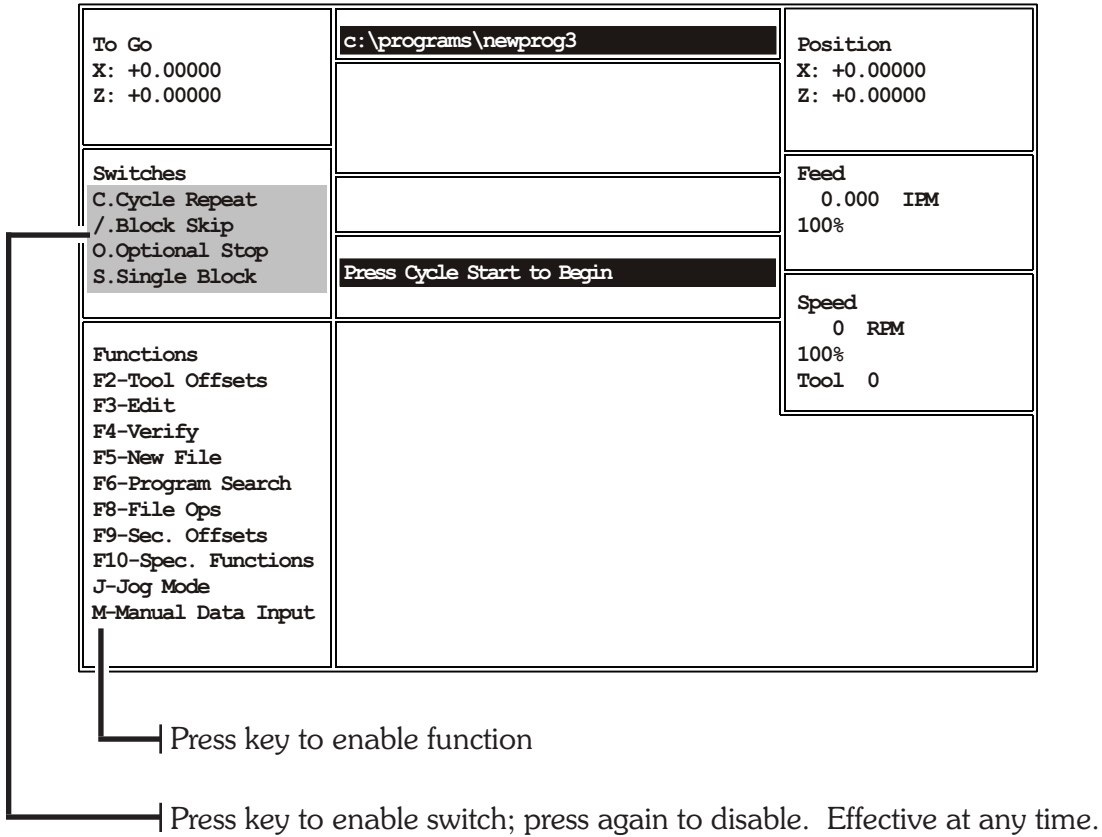 To Go
X: +0.00000
Z: +0.00000
c:\programs\newprog3
Position
X: +0.00000
Z: +0.00000
Switches
C.Cycle Repeat
/.Block Skip
O.Optional Stop
S.Single Block
Press Cycle Start to Begin
Feed
0.000 IPM
100%
Speed
0 RPM
100%
Tool 0
Functions
F2-Tool Offsets
F3-Edit
F4-Verify
F5-New File
F6-Program Search
F8-File Ops
F9-Sec. Offsets
F10-Spec. Functions
J-Jog Mode
M-Manual Data Input
Press key to enable function
Press key to enable switch; press again to disable. Effective at any time.